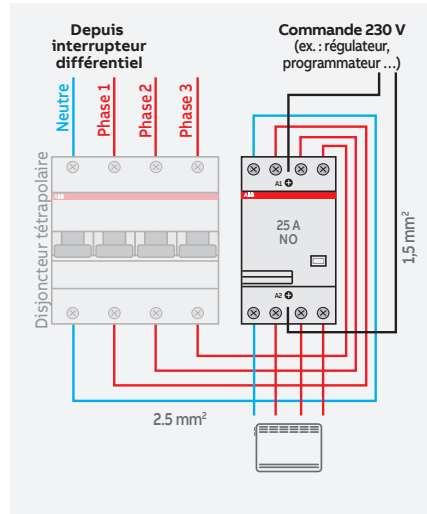 Depuis
interrupteur
différentiel
Commande 230 V
(ex. : régulateur,
programmateur ...)
Neutre
Phase 1
Phase 2
Phase 3
Disjoncteur tétrapolaire
ABB
A1
ABB
25 A
NO
A2
1,5 mm²
2.5 mm²